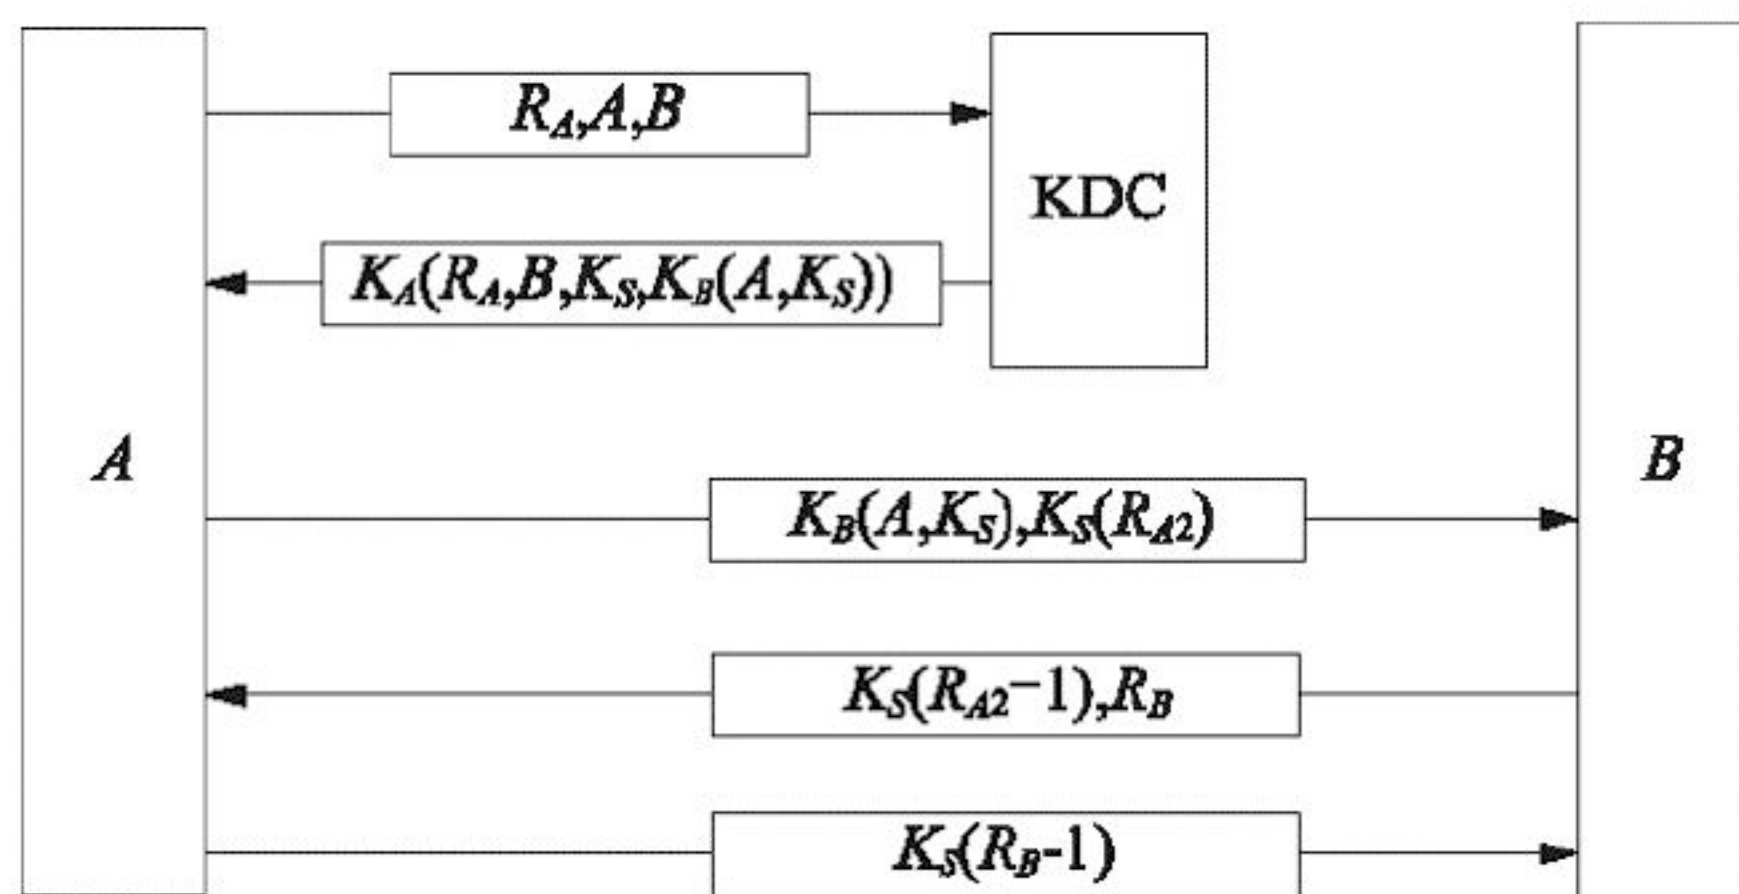 R_A,A,B
KDC
K_A(R_A,B,K_S,K_B(A,K_S))
A
B
K_B(A,K_S),K_S(R_A2)
K_S(R_A2−1),R_B
K_S(R_B-1)